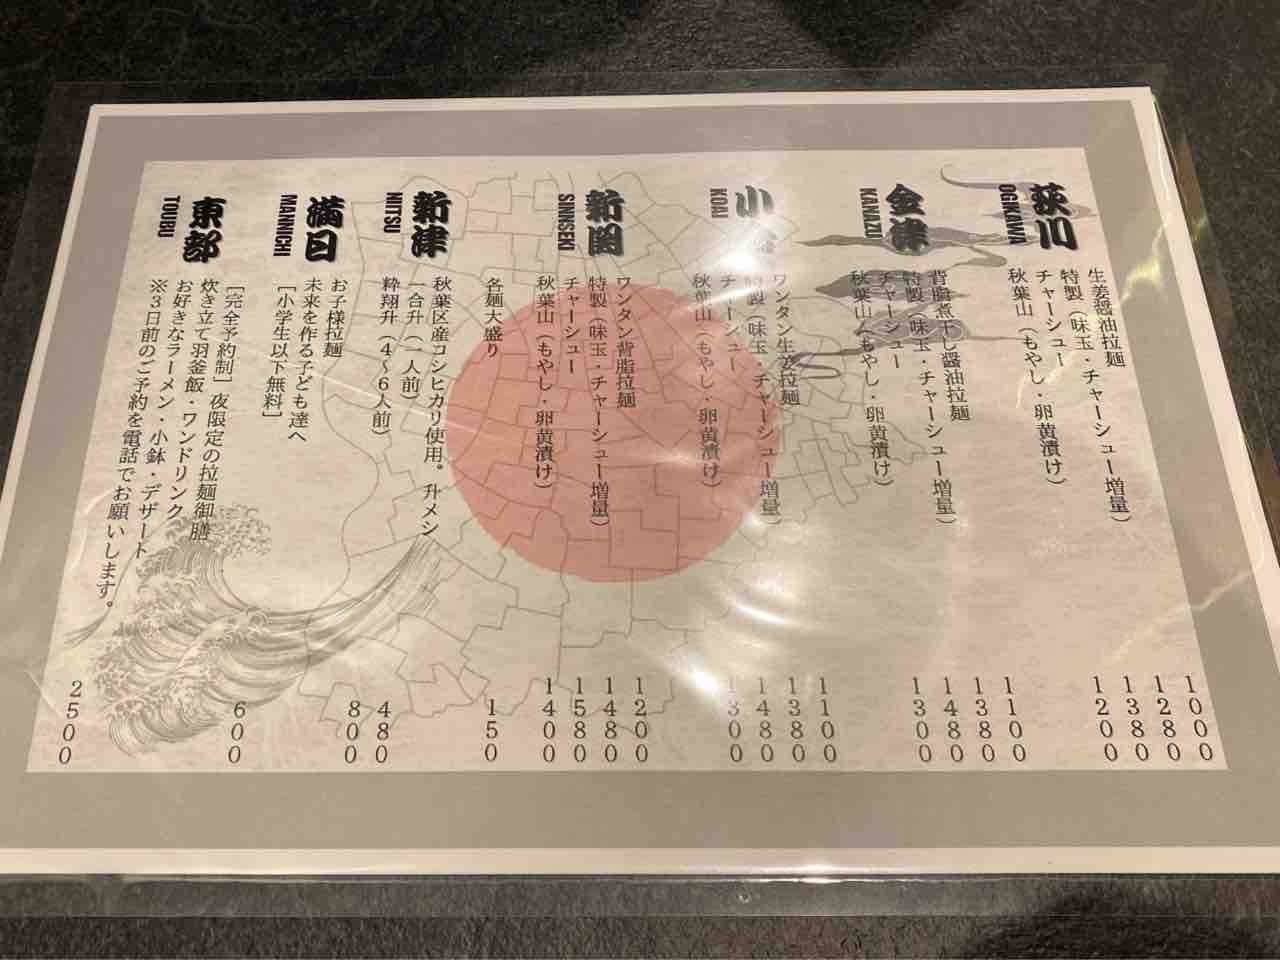 荻川
OGAWAWA
生姜醤油拉麺 1000
特製(味玉・チャーシュー増量) 1280
チャーシュー 1380
秋葉山(もやし・卵黄漬け) 1200
金津
KANAZU
背脂煮干し醤油拉麺 1100
特製(味玉・チャーシュー増量) 1380
チャーシュー 1480
秋葉山(もやし・卵黄漬け) 1300
小
KOAI
ワンタン生姜拉麺 1100
特製(味玉・チャーシュー増量) 1380
チャーシュー 1480
秋葉山(もやし・卵黄漬け) 1300
新関
SINNSEKI
ワンタン背脂拉麺 1200
特製(味玉・チャーシュー増量) 1480
チャーシュー 1580
秋葉山(もやし・卵黄漬け) 1400
各麺大盛り 150
新津
NIITSU
秋葉区産コシヒカリ使用。升メシ
一合升(一人前) 480
粋翔升(4〜6人前) 800
満日
MANNICHI
お子様拉麺
未来を作る子ども達へ
[小学生以下無料] 600
東部
TOUBU
[完全予約制]夜限定の拉麺御膳
炊き立て羽釜飯・ワンドリンク
お好きなラーメン・小鉢・デザート
※3日前のご予約を電話でお願いします。 2500